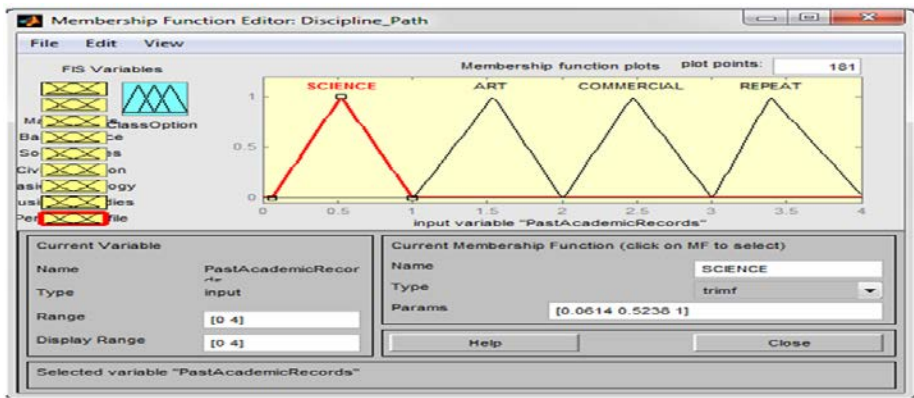 Membership Function Editor: Discipline_Path
File Edit View
FIS Variables
Membership function plots plot points: 181
SCIENCE ART COMMERCIAL REPEAT
ClassOption
1
0.5
0
0 0.5 1 1.5 2 2.5 3 3.5 4
input variable "PastAcademicRecords"
Current Variable
Name PastAcademicRecor
Type input
Range [0 4]
Display Range [0 4]
Current Membership Function (click on MF to select)
Name SCIENCE
Type trimf
Params [0.0614 0.5238 1]
Help Close
Selected variable "PastAcademicRecords"